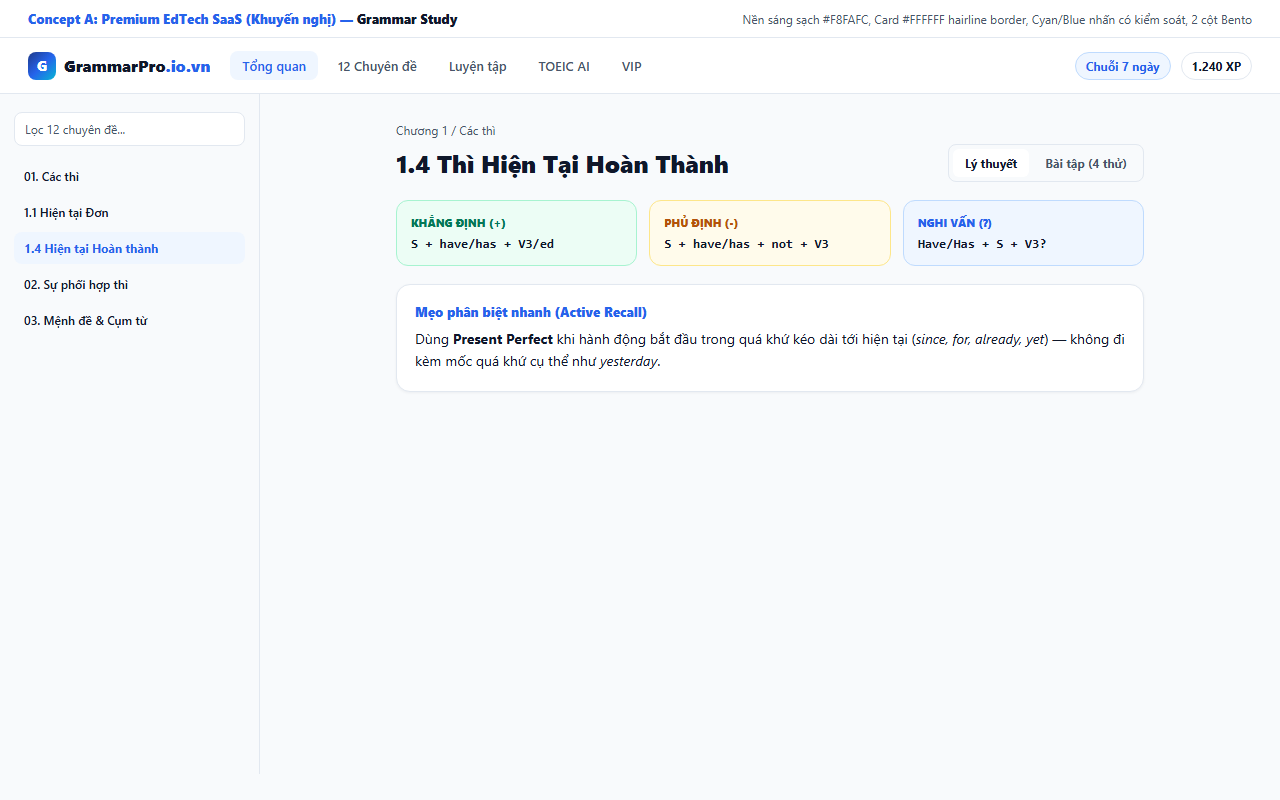 Concept A: Premium EdTech SaaS (Khuyến nghị) — Grammar Study
Nền sáng sạch #F8FAFC, Card #FFFFFF hairline border, Cyan/Blue nhấn có kiểm soát, 2 cột Bento
G GrammarPro.io.vn
Tổng quan
12 Chuyên đề
Luyện tập
TOEIC AI
VIP
Chuỗi 7 ngày
1.240 XP
Lọc 12 chuyên đề...
01. Các thì
1.1 Hiện tại Đơn
1.4 Hiện tại Hoàn thành
02. Sự phối hợp thì
03. Mệnh đề & Cụm từ
Chương 1 / Các thì
1.4 Thì Hiện Tại Hoàn Thành
Lý thuyết
Bài tập (4 thử)
KHẲNG ĐỊNH (+)
S + have/has + V3/ed
PHỦ ĐỊNH (-)
S + have/has + not + V3
NGHI VẤN (?)
Have/Has + S + V3?
Mẹo phân biệt nhanh (Active Recall)
Dùng Present Perfect khi hành động bắt đầu trong quá khứ kéo dài tới hiện tại (since, for, already, yet) — không đi
kèm mốc quá khứ cụ thể như yesterday.